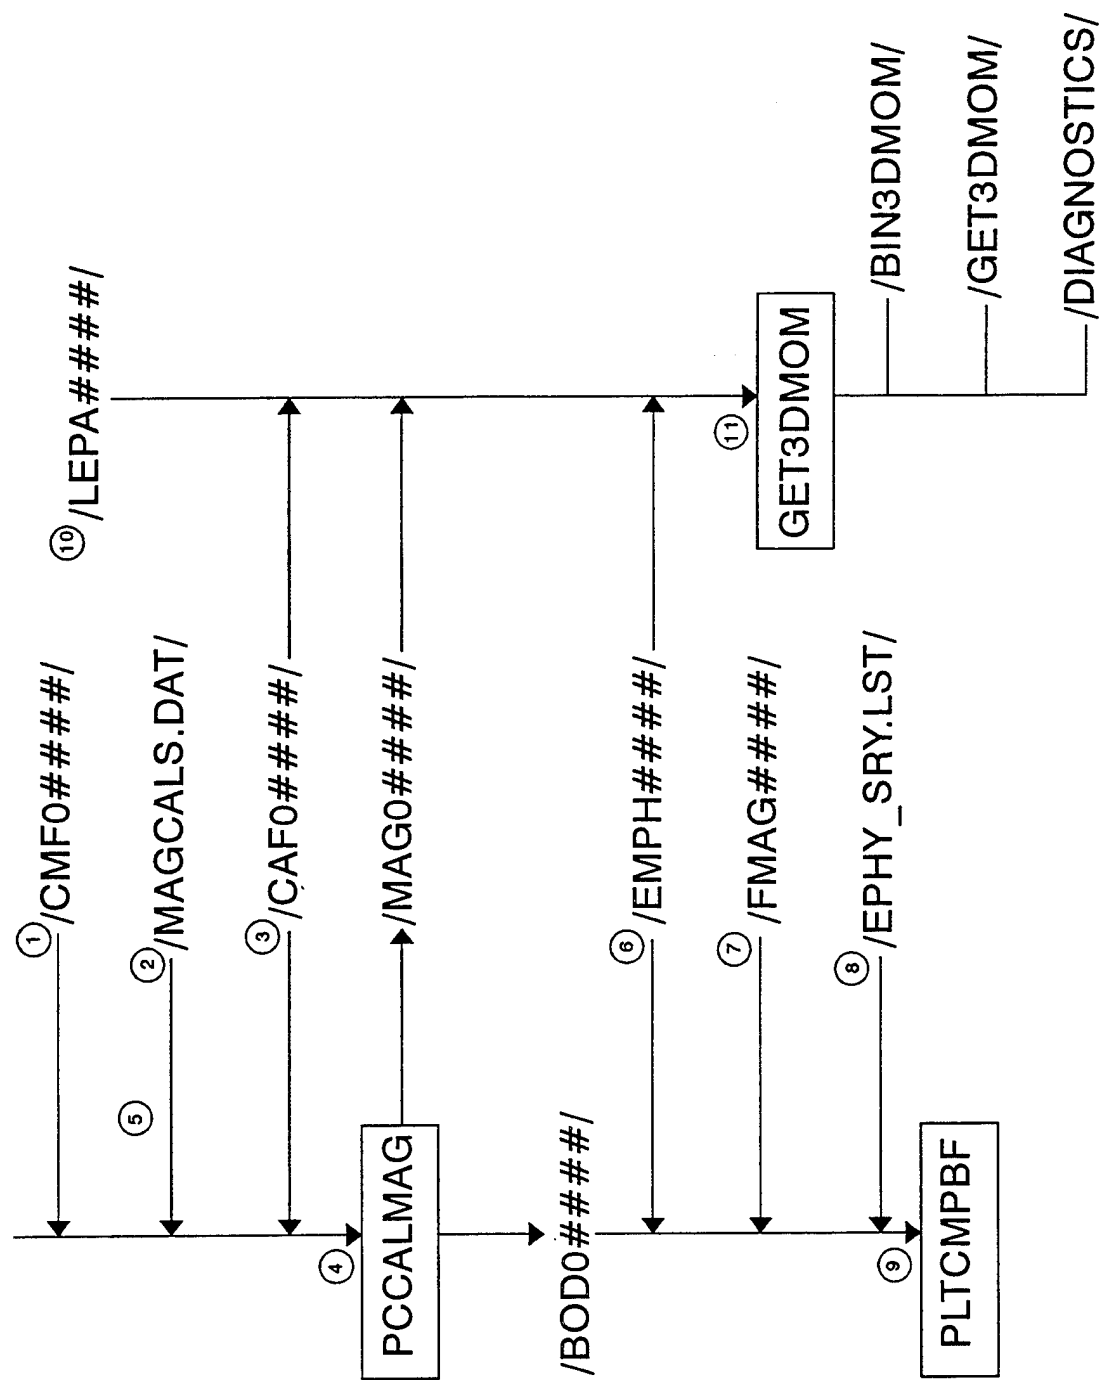 ① /CMF0####/
② /MAGCALS.DAT/
⑤
③ /CAF0####/
④
PCCALMAG
/MAG0####/
/BOD0####/
⑥ /EMPH####/
⑦ /FMAG####/
⑧ /EPHY_SRY.LST/
⑨
PLTCMPBF
⑩ /LEPA####/
⑪
GET3DMOM
/BIN3DMOM/
/GET3DMOM/
/DIAGNOSTICS/